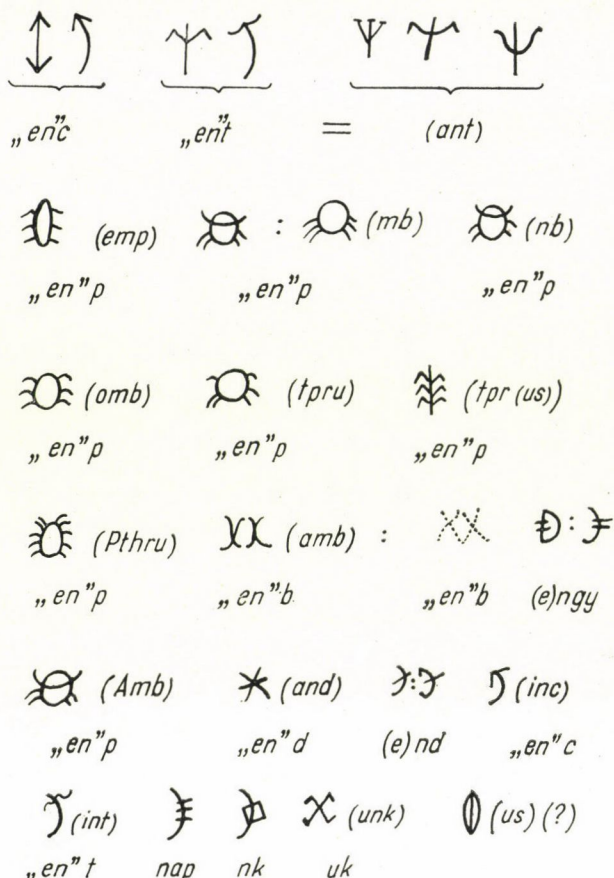 „en”c „en”t = (ant)
(emp) : (mb) (nb)
„en”p „en”p „en”p
(omb) (tpru) (tpr(us))
„en”p „en”p „en”p
(Pthru) (amb) :  :
„en”p „en”b „en”b (e)ngy
(Amb) (and) : (inc)
„en”p „en”d (e)nd „en”c
(int) (unk) (us)(?)
„en”t nap nk uk